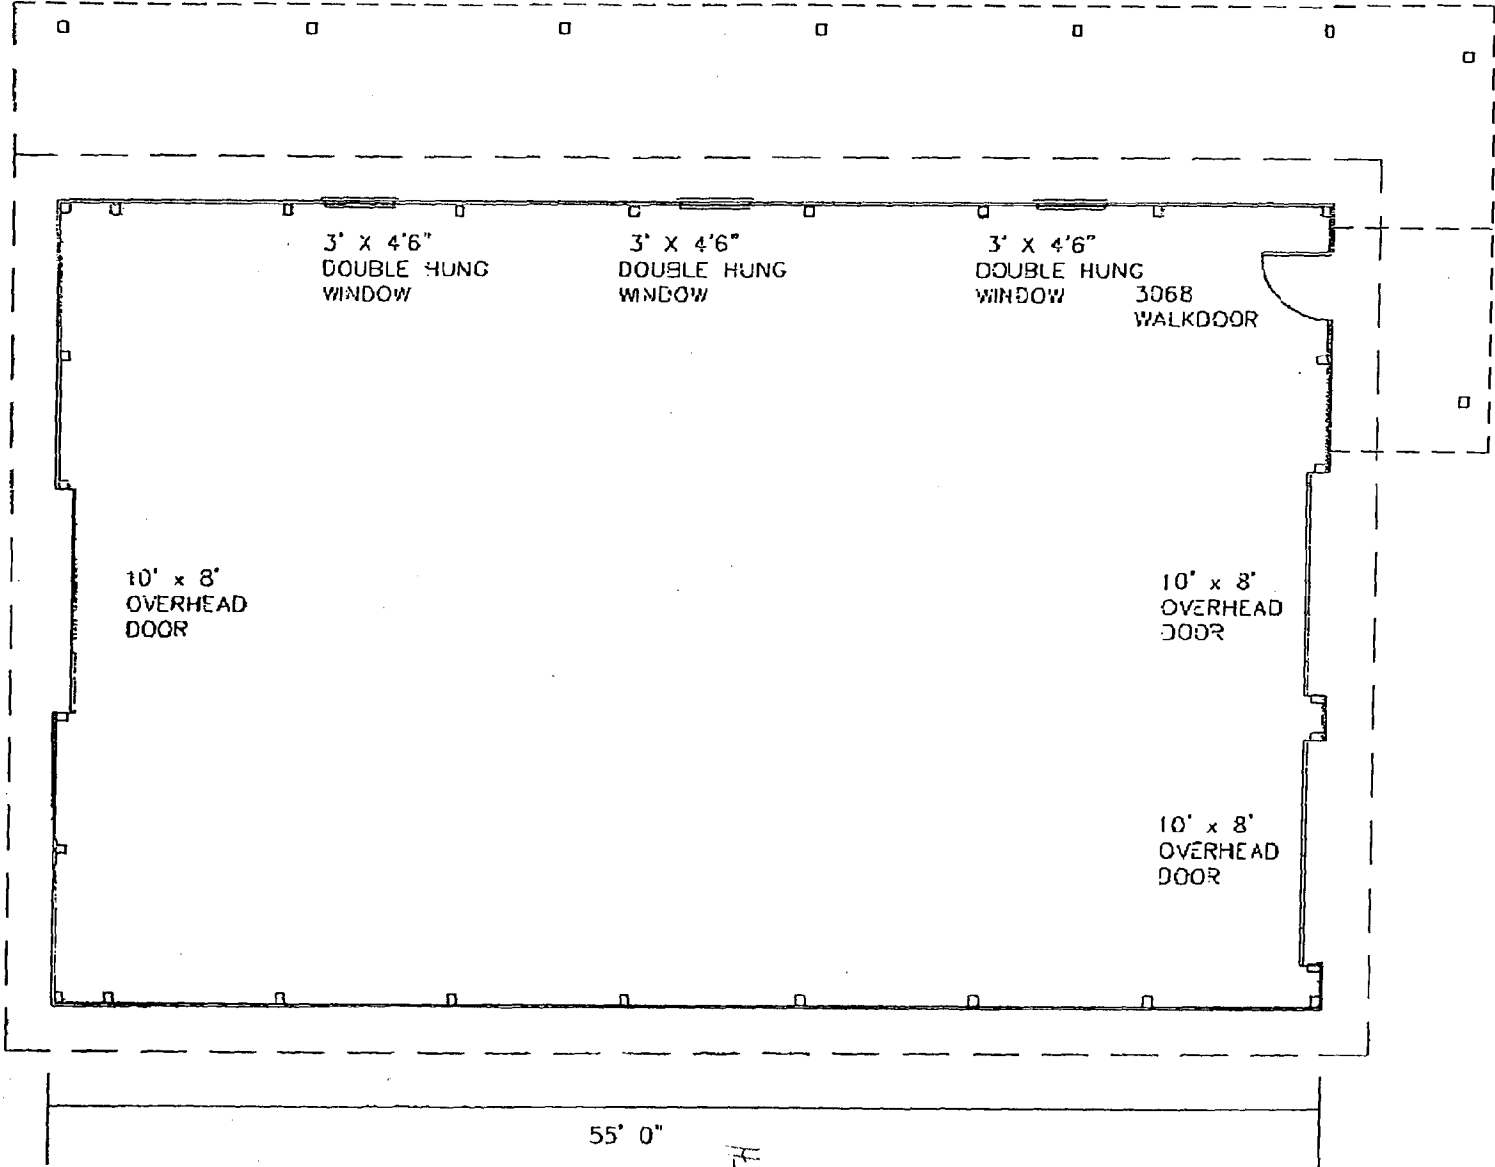 3' X 4'6"
DOUBLE HUNG
WINDOW
3' X 4'6"
DOUBLE HUNG
WINDOW
3' X 4'6"
DOUBLE HUNG
WINDOW
3068
WALKDOOR
10' x 8'
OVERHEAD
DOOR
10' x 8'
OVERHEAD
DOOR
10' x 8'
OVERHEAD
DOOR
55' 0"